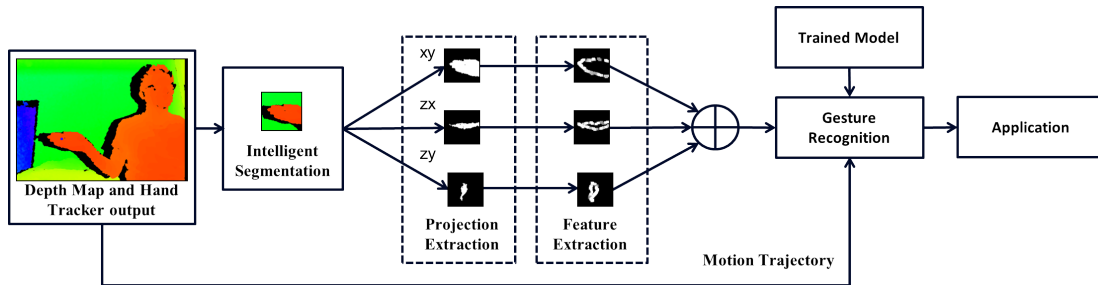 Depth Map and Hand
Tracker output
Intelligent
Segmentation
xy
zx
zy
Projection
Extraction
Feature
Extraction
Trained Model
Gesture
Recognition
Application
Motion Trajectory